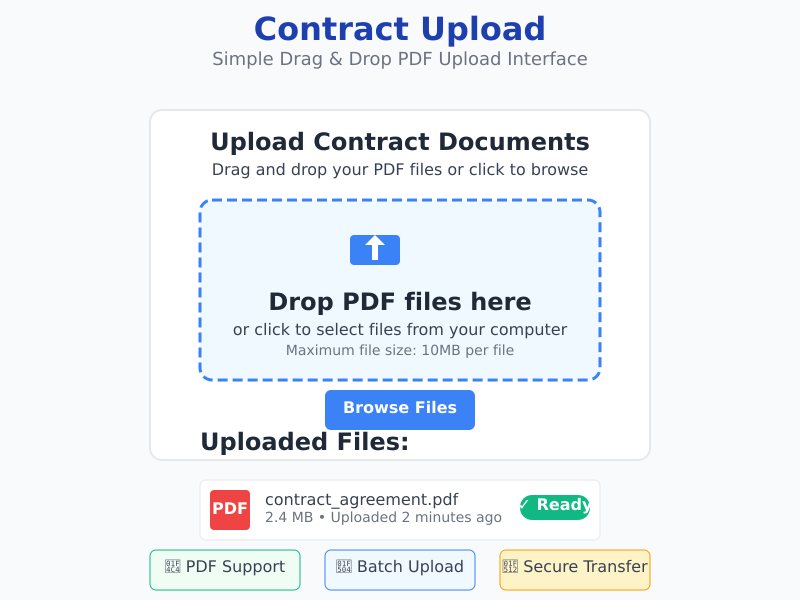 Contract Upload
Simple Drag & Drop PDF Upload Interface
Upload Contract Documents
Drag and drop your PDF files or click to browse
Drop PDF files here
or click to select files from your computer
Maximum file size: 10MB per file
Browse Files
Uploaded Files:
PDF
contract_agreement.pdf
2.4 MB • Uploaded 2 minutes ago
✓ Ready
📄 PDF Support
🔄 Batch Upload
🔒 Secure Transfer